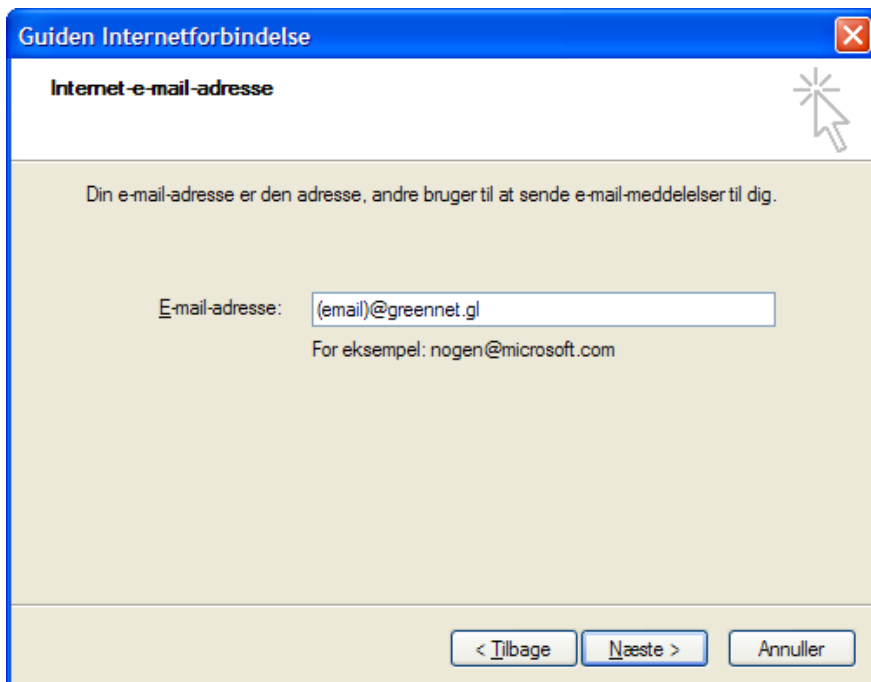 Guiden Internetforbindelse
Internet-e-mail-adresse
Din e-mail-adresse er den adresse, andre bruger til at sende e-mail-meddelelser til dig.
E-mail-adresse: (email)@greennet.gl
For eksempel: nogen@microsoft.com
< Tilbage Næste > Annuller